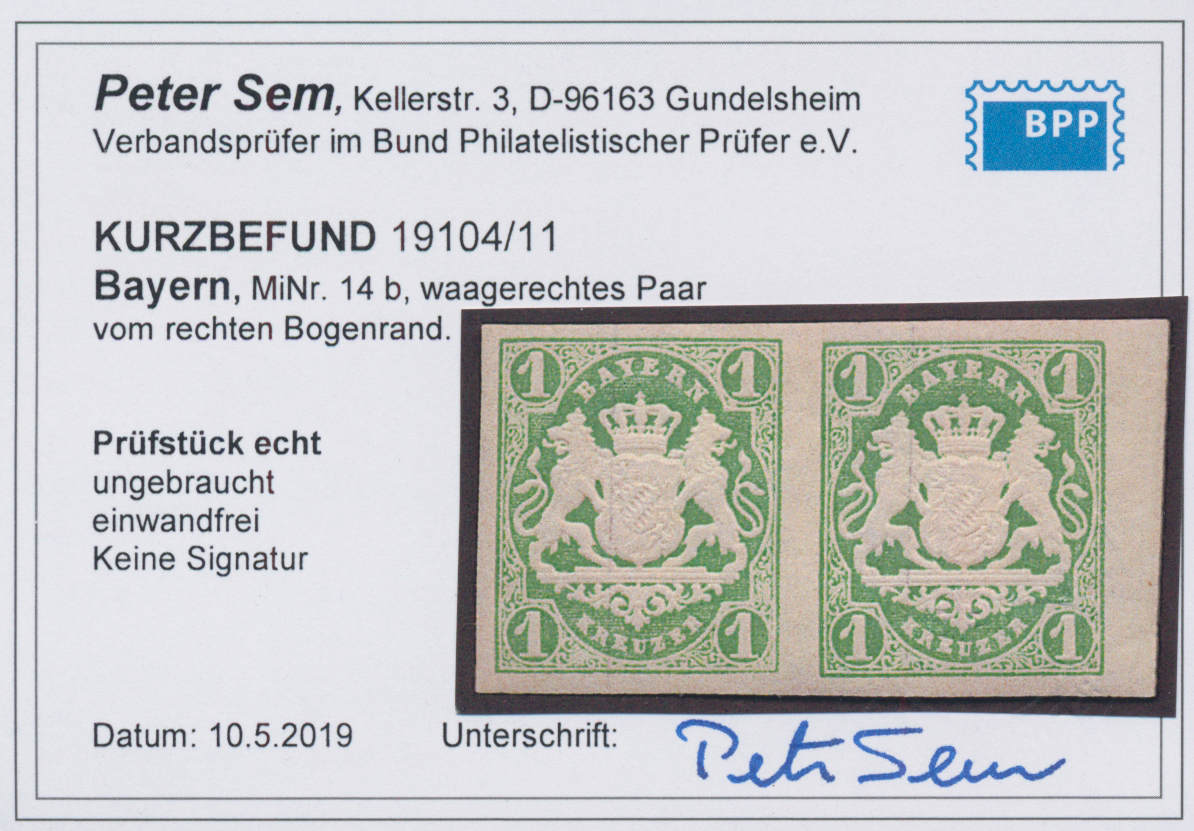 Peter Sem, Kellerstr. 3, D-96163 Gundelsheim
Verbandsprüfer im Bund Philatelistischer Prüfer e.V.
BPP
KURZBEFUND 19104/11
Bayern, MiNr. 14 b, waagerechtes Paar
vom rechten Bogenrand.
1 BAYERN 1
1 KREUZER 1
1 BAYERN 1
1 KREUZER 1
Prüfstück echt
ungebraucht
einwandfrei
Keine Signatur
Datum: 10.5.2019 Unterschrift: Peter Sem